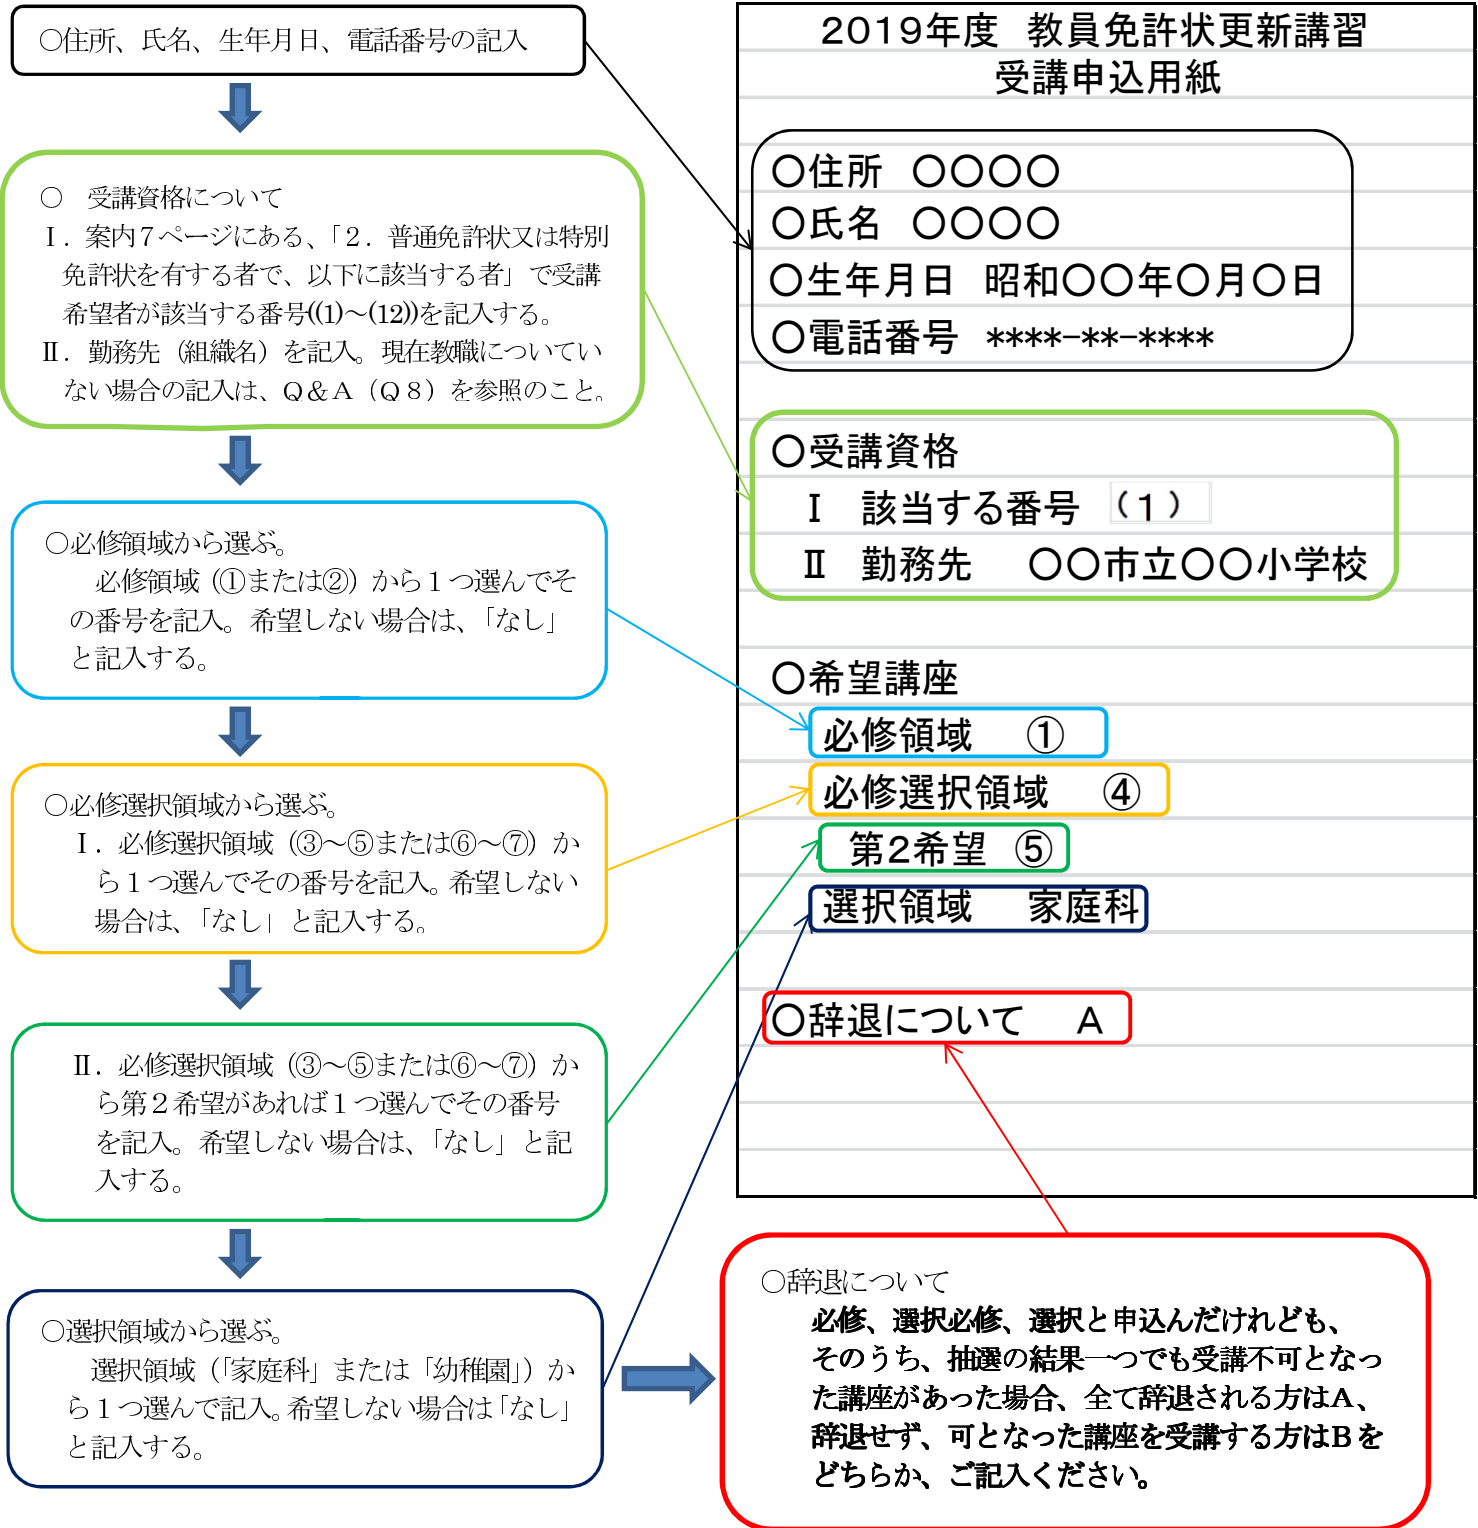 ○住所、氏名、生年月日、電話番号の記入
○　受講資格について
Ⅰ．案内７ページにある、「２．普通免許状又は特別
免許状を有する者で、以下に該当する者」で受講
希望者が該当する番号((1)～(12))を記入する。
Ⅱ．勤務先（組織名）を記入。現在教職についてい
ない場合の記入は、Ｑ＆Ａ（Ｑ８）を参照のこと。
○必修領域から選ぶ。
必修領域（①または②）から１つ選んでそ
の番号を記入。希望しない場合は、「なし」
と記入する。
○必修選択領域から選ぶ。
Ⅰ．必修選択領域（③～⑤または⑥～⑦）か
ら１つ選んでその番号を記入。希望しない
場合は、「なし」と記入する。
Ⅱ．必修選択領域（③～⑤または⑥～⑦）か
ら第２希望があれば１つ選んでその番号
を記入。希望しない場合は、「なし」と記
入する。
○選択領域から選ぶ。
選択領域（「家庭科」または「幼稚園」）か
ら１つ選んで記入。希望しない場合は「なし」
と記入する。
２０１９年度　教員免許状更新講習
受講申込用紙
○住所　○○○○
○氏名　○○○○
○生年月日　昭和○○年○月○日
○電話番号　****-**-****
○受講資格
Ⅰ　該当する番号　（１）
Ⅱ　勤務先　○○市立○○小学校
○希望講座
必修領域　①
必修選択領域　④
第２希望　⑤
選択領域　家庭科
○辞退について　Ａ
○辞退について
必修、選択必修、選択と申込んだけれども、
そのうち、抽選の結果一つでも受講不可となっ
た講座があった場合、全て辞退される方はＡ、
辞退せず、可となった講座を受講する方はＢを
どちらか、ご記入ください。